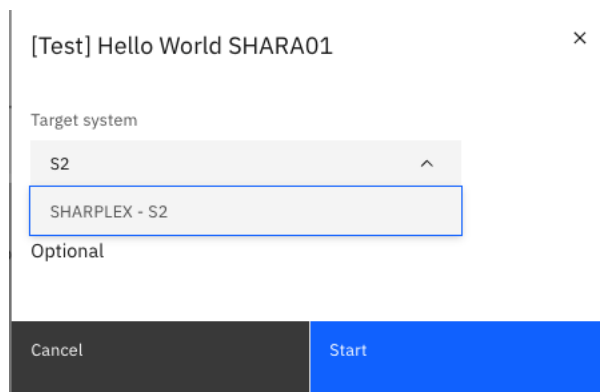 [Test] Hello World SHARA01
Target system
S2
SHARPLEX - S2
Optional
Cancel
Start